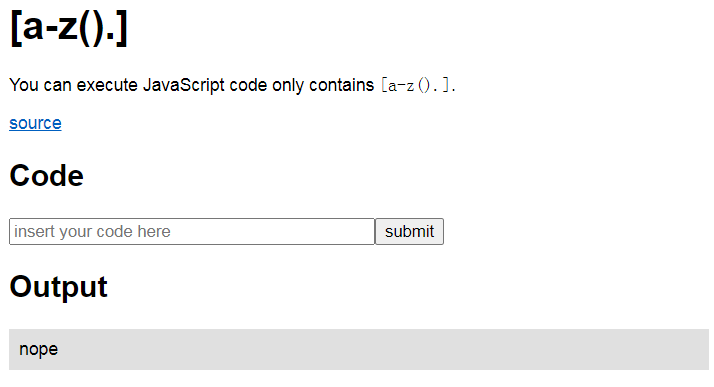 [a-z().]
You can execute JavaScript code only contains [a-z().].
source
Code
insert your code here submit
Output
nope